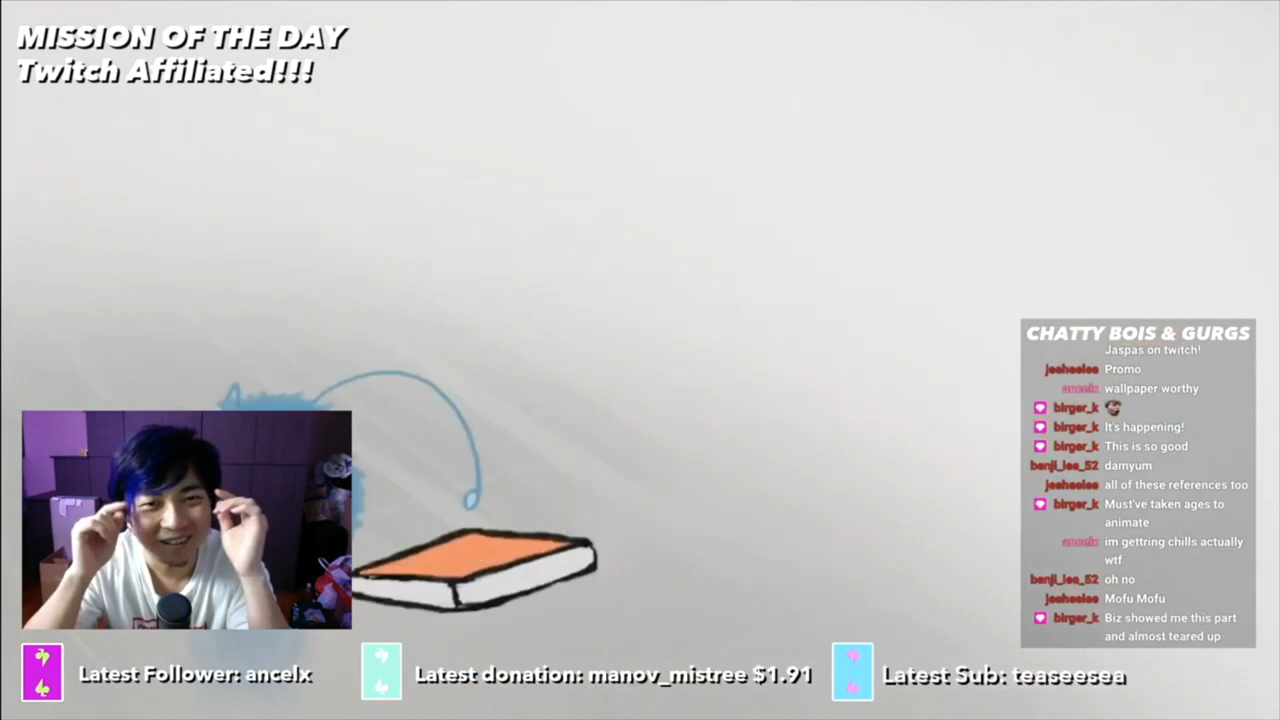 MISSION OF THE DAY
Twitch Affiliated!!!
CHATTY BOIS & GURGS
Jaspas on twitch!
jeeheelee Promo
ancelx wallpaper worthy
birger_k
birger_k It's happening!
birger_k This is so good
benji_lea_52 damyum
jeeheelee all of these references too
birger_k Must've taken ages to
animate
ancelx im gettring chills actually
wtf
benji_lea_52 oh no
jeeheelee Mofu Mofu
birger_k Biz showed me this part
and almost teared up
Latest Follower: ancelx
Latest donation: manov_mistree $1.91
Latest Sub: teaseesea